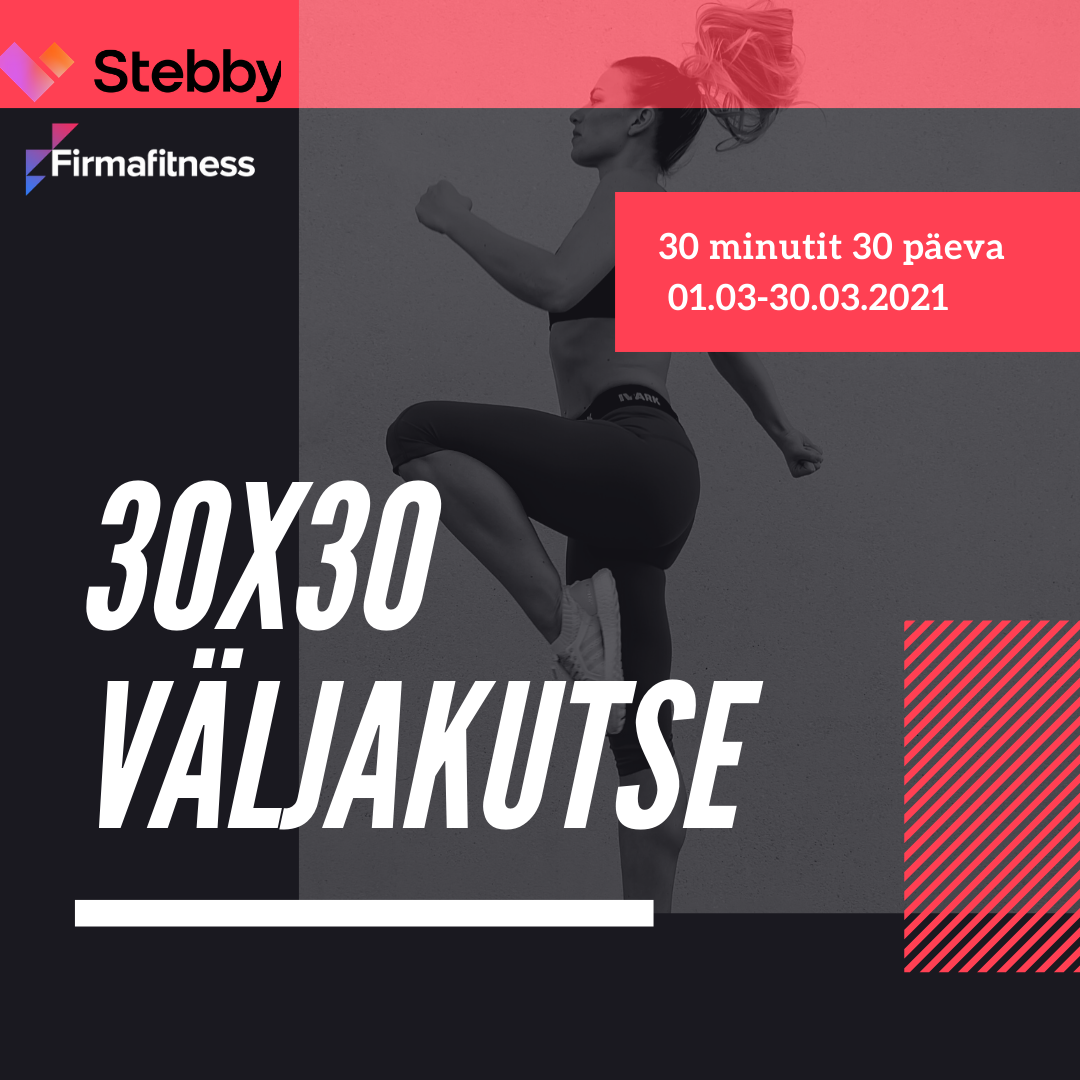 Stebby
Firmafitness
30 minutit 30 päeva
01.03-30.03.2021
30X30
VÄLJAKUTSE